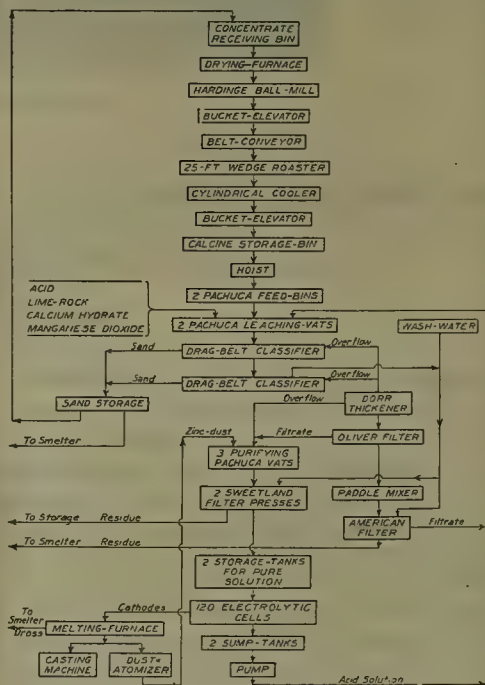 CONCENTRATE
RECEIVING BIN
DRYING-FURNACE
HARDINGE BALL-MILL
BUCKET-ELEVATOR
BELT-CONVEYOR
25-FT WEDGE ROASTER
CYLINDRICAL COOLER
BUCKET-ELEVATOR
CALCINE STORAGE-BIN
HOIST
2 PACHUCA FEED-BINS
ACID
LIME-ROCK
CALCIUM HYDRATE
MANGANESE DIOXIDE
2 PACHUCA LEACHING-VATS
WASH-WATER
Sand
DRAG-BELT CLASSIFIER
Overflow
Sand
DRAG-BELT CLASSIFIER
Overflow
SAND STORAGE
Overflow
DORR
THICKENER
Zinc-dust
Filtrate
OLIVER FILTER
To Smelter
3 PURIFYING
PACHUCA VATS
2 SWEETLAND
FILTER PRESSES
PADDLE MIXER
To Storage Residue
AMERICAN
FILTER
Filtrate
To Smelter Residue
2 STORAGE-TANKS
FOR PURE
SOLUTION
Cathodes
120 ELECTROLYTIC
CELLS
To
Smelter
Dross
MELTING-FURNACE
2 SUMP-TANKS
CASTING
MACHINE
DUST-
ATOMIZER
PUMP
Acid Solution